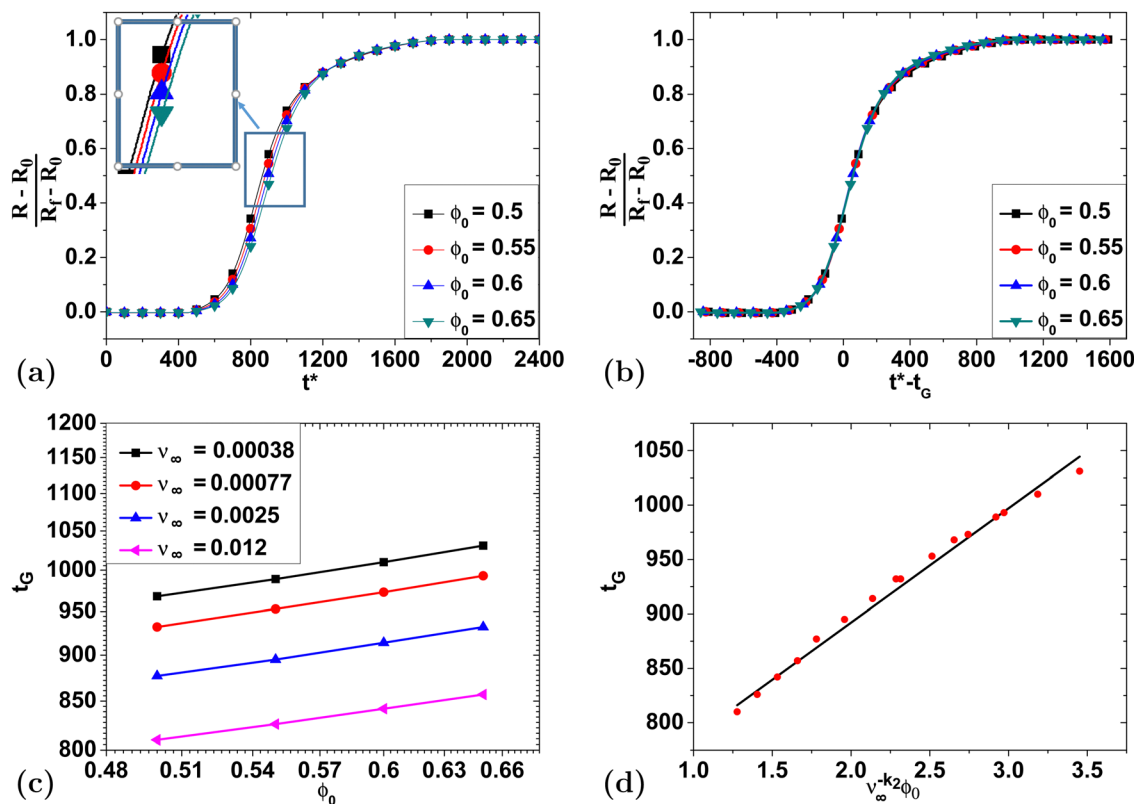 1.0
0.8
0.6
0.4
0.2
0.0
R - R₀
R_f - R₀
ϕ₀ = 0.5
ϕ₀ = 0.55
ϕ₀ = 0.6
ϕ₀ = 0.65
0 400 800 1200 1600 2000 2400
(a) t*
1.0
0.8
0.6
0.4
0.2
0.0
R - R₀
R_f - R₀
ϕ₀ = 0.5
ϕ₀ = 0.55
ϕ₀ = 0.6
ϕ₀ = 0.65
-800 -400 0 400 800 1200 1600
(b) t*-t_G
1200
1150
1100
1050
1000
950
900
850
800
t_G
ν∞ = 0.00038
ν∞ = 0.00077
ν∞ = 0.0025
ν∞ = 0.012
0.48 0.51 0.54 0.57 0.6 0.63 0.66
(c) ϕ₀
1050
1000
950
900
850
800
t_G
1.0 1.5 2.0 2.5 3.0 3.5
(d) ν∞^-k₂ϕ₀